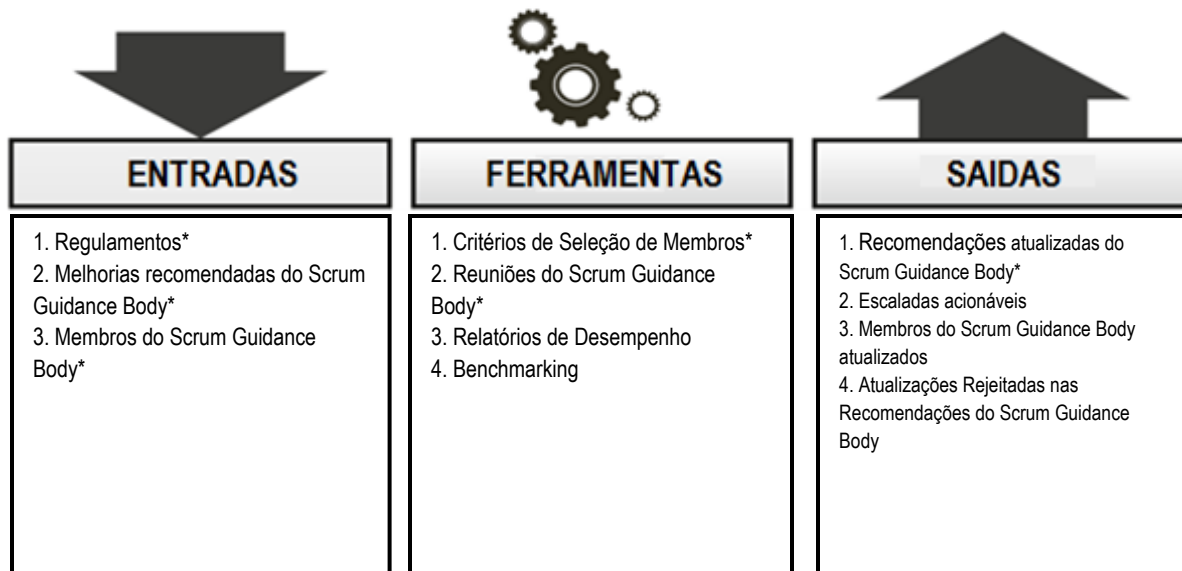 ENTRADAS
1. Regulamentos*
2. Melhorias recomendadas do Scrum
Guidance Body*
3. Membros do Scrum Guidance
Body*
FERRAMENTAS
1. Critérios de Seleção de Membros*
2. Reuniões do Scrum Guidance
Body*
3. Relatórios de Desempenho
4. Benchmarking
SAIDAS
1. Recomendações atualizadas do
Scrum Guidance Body*
2. Escaladas acionáveis
3. Membros do Scrum Guidance Body
atualizados
4. Atualizações Rejeitadas nas
Recomendações do Scrum Guidance
Body